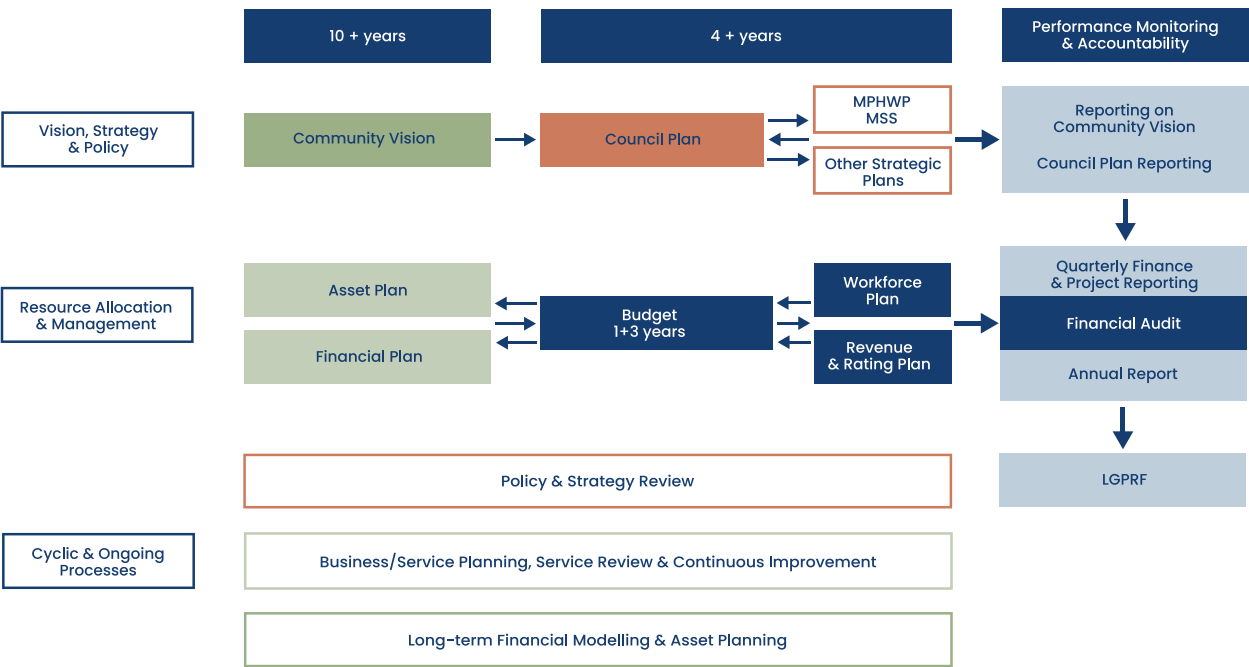 10 + years
4 + years
Performance Monitoring
& Accountability
Vision, Strategy
& Policy
Community Vision
Council Plan
MPHWP
MSS
Other Strategic
Plans
Reporting on
Community Vision
Council Plan Reporting
Resource Allocation
& Management
Asset Plan
Financial Plan
Budget
1+3 years
Workforce
Plan
Revenue
& Rating Plan
Quarterly Finance
& Project Reporting
Financial Audit
Annual Report
LGPRF
Cyclic & Ongoing
Processes
Policy & Strategy Review
Business/Service Planning, Service Review & Continuous Improvement
Long-term Financial Modelling & Asset Planning